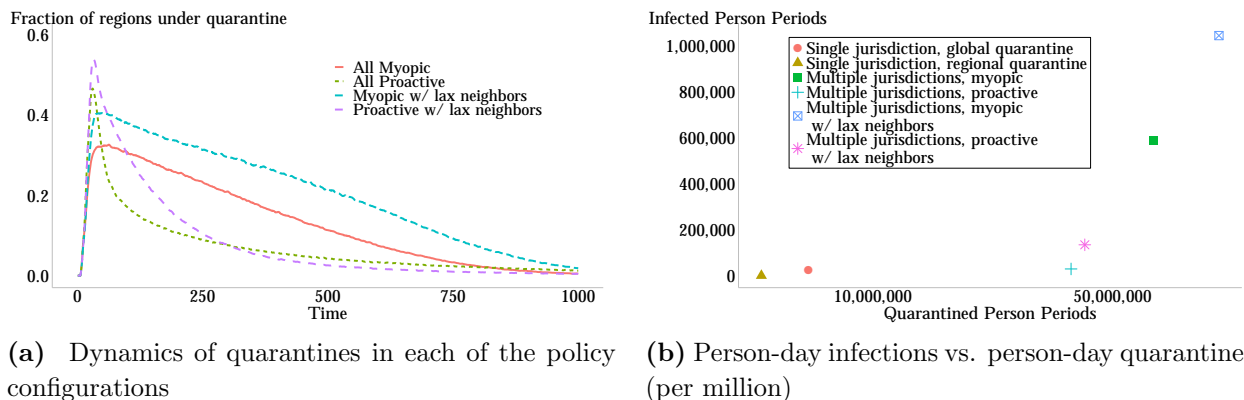 Fraction of regions under quarantine
0.6
0.4
0.2
0.0
All Myopic
All Proactive
Myopic w/ lax neighbors
Proactive w/ lax neighbors
0 250 500 750 1000
Time
(a) Dynamics of quarantines in each of the policy
configurations
Infected Person Periods
1,000,000
800,000
600,000
400,000
200,000
0
Single jurisdiction, global quarantine
Single jurisdiction, regional quarantine
Multiple jurisdictions, myopic
Multiple jurisdictions, proactive
Multiple jurisdictions, myopic
w/ lax neighbors
Multiple jurisdictions, proactive
w/ lax neighbors
10,000,000 50,000,000
Quarantined Person Periods
(b) Person-day infections vs. person-day quarantine
(per million)